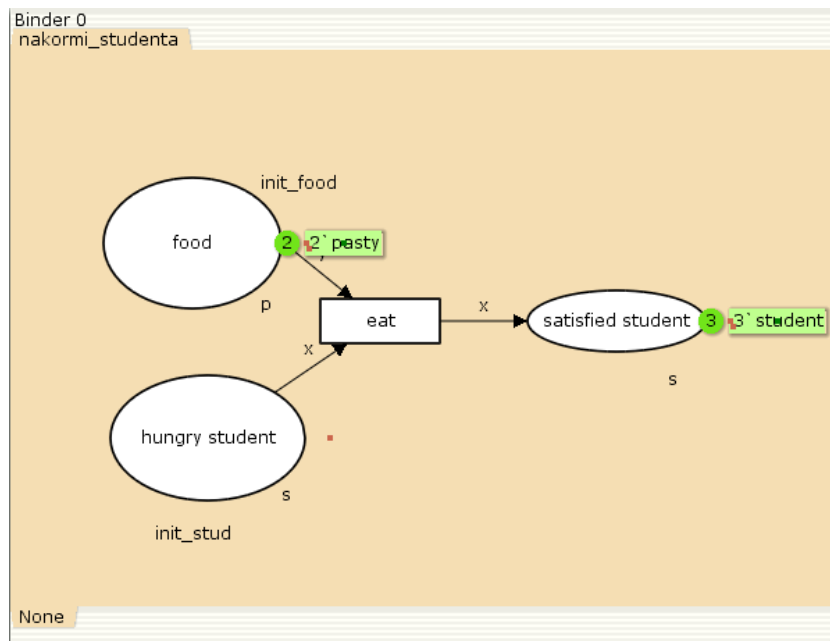 Binder 0
nakormi_studenta
init_food
food
2
2`pasty
p
eat
x
satisfied student
3
3`student
x
s
hungry student
s
init_stud
None